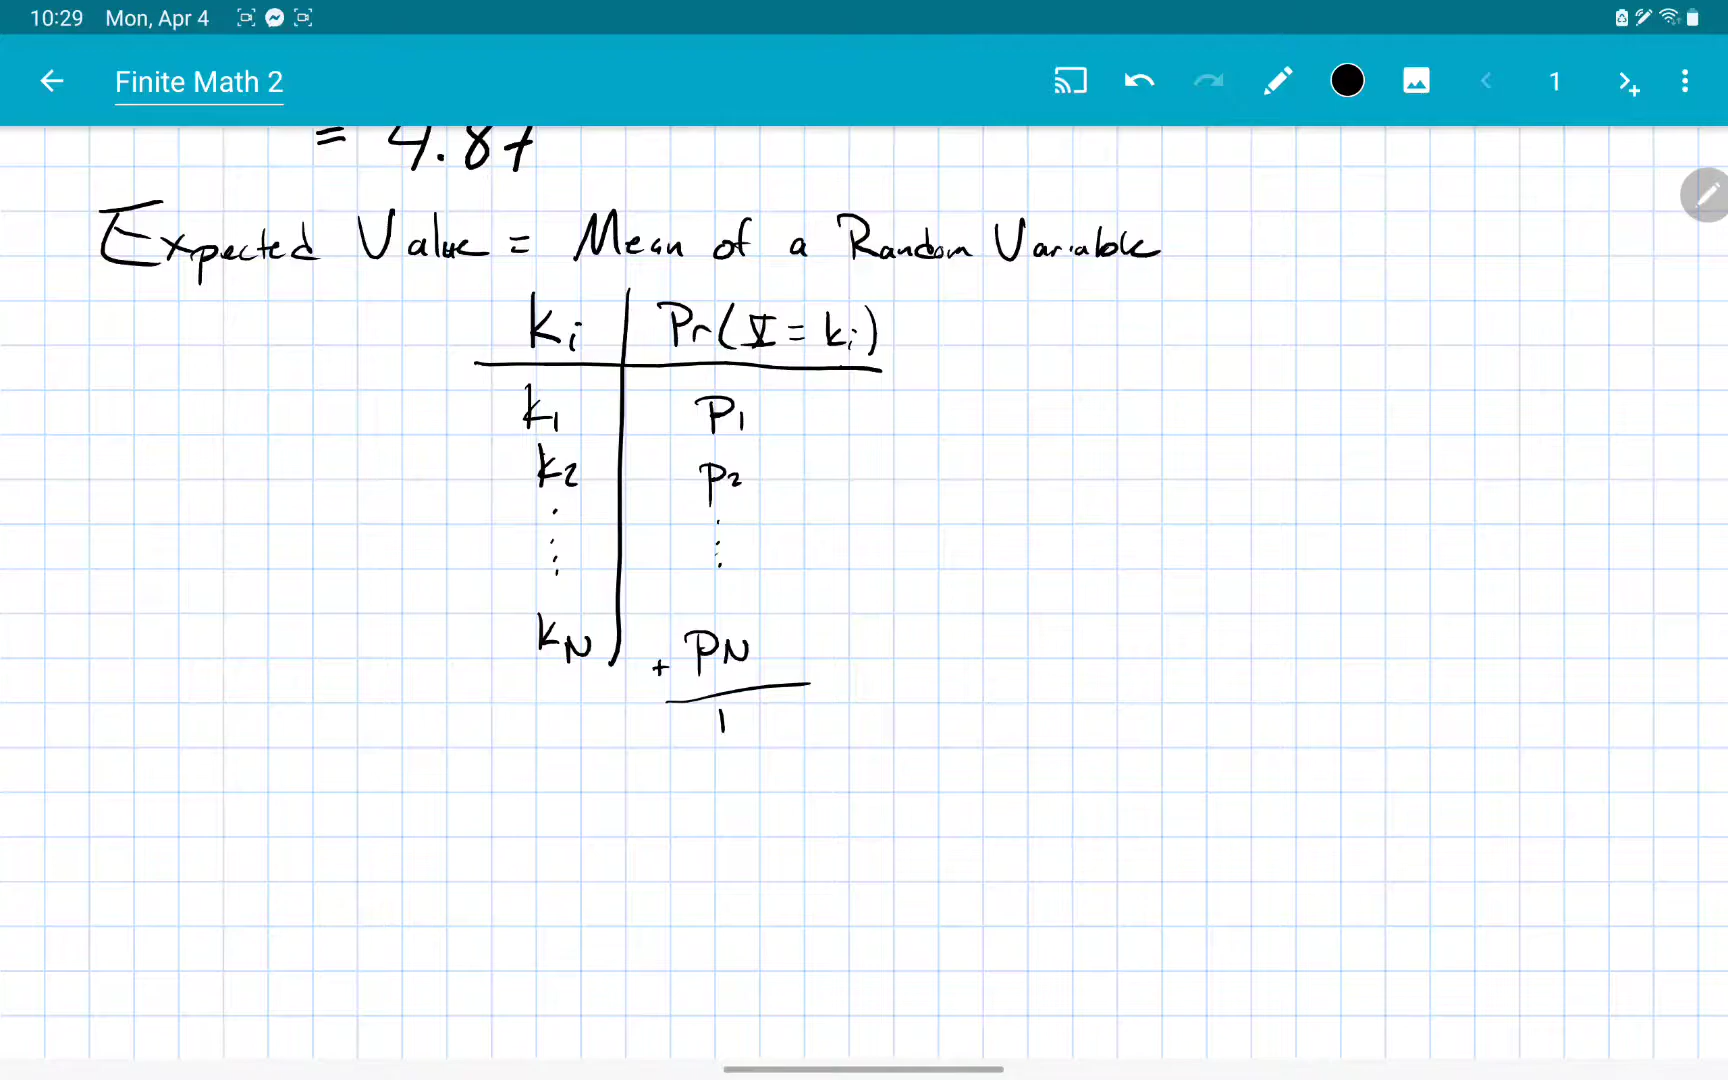 10:29 Mon, Apr 4
Finite Math 2
1
= 4.87
Expected Value = Mean of a Random Variable
ki Pr(X = ki)
k1 p1
k2 p2
⋮ ⋮
kN + pN
1